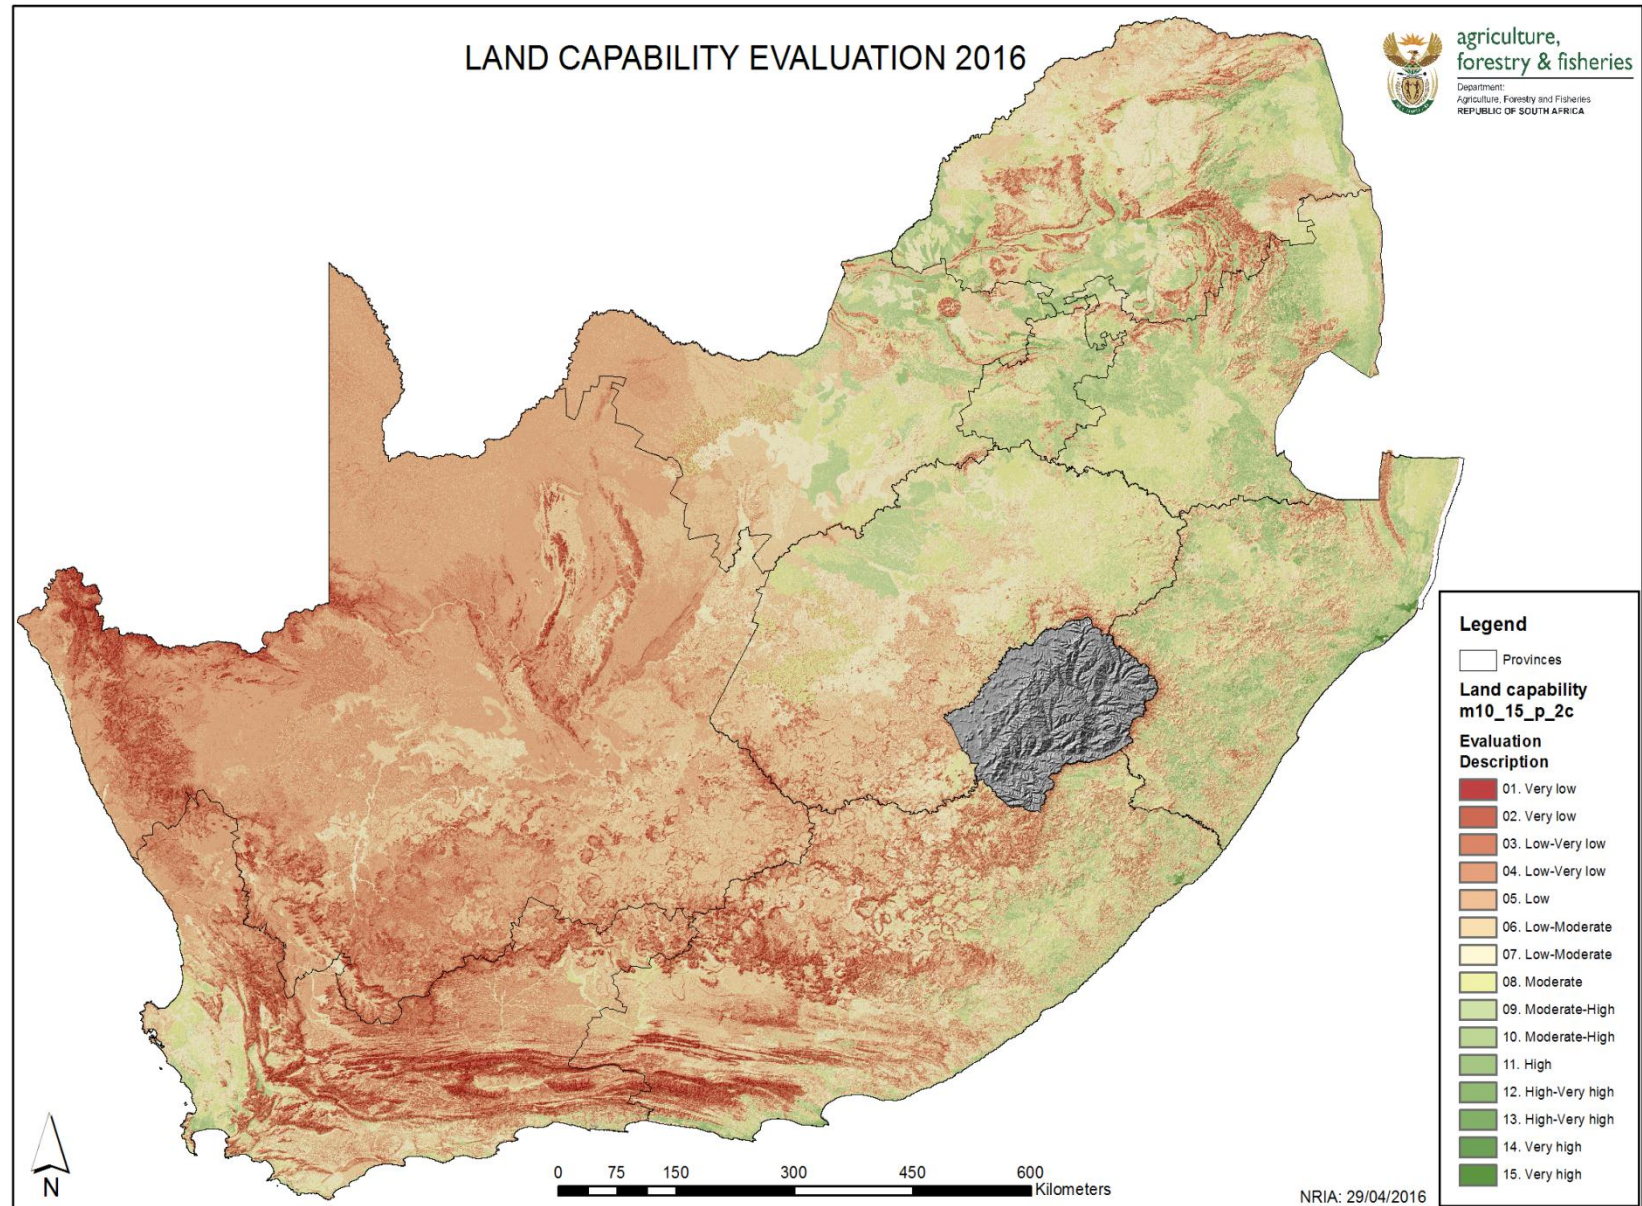 LAND CAPABILITY EVALUATION 2016
agriculture,
forestry & fisheries
Department:
Agriculture, Forestry and Fisheries
REPUBLIC OF SOUTH AFRICA
Legend
Provinces
Land capability
m10_15_p_2c
Evaluation
Description
01. Very low
02. Very low
03. Low-Very low
04. Low-Very low
05. Low
06. Low-Moderate
07. Low-Moderate
08. Moderate
09. Moderate-High
10. Moderate-High
11. High
12. High-Very high
13. High-Very high
14. Very high
15. Very high
N
0 75 150 300 450 600
Kilometers
NRIA: 29/04/2016